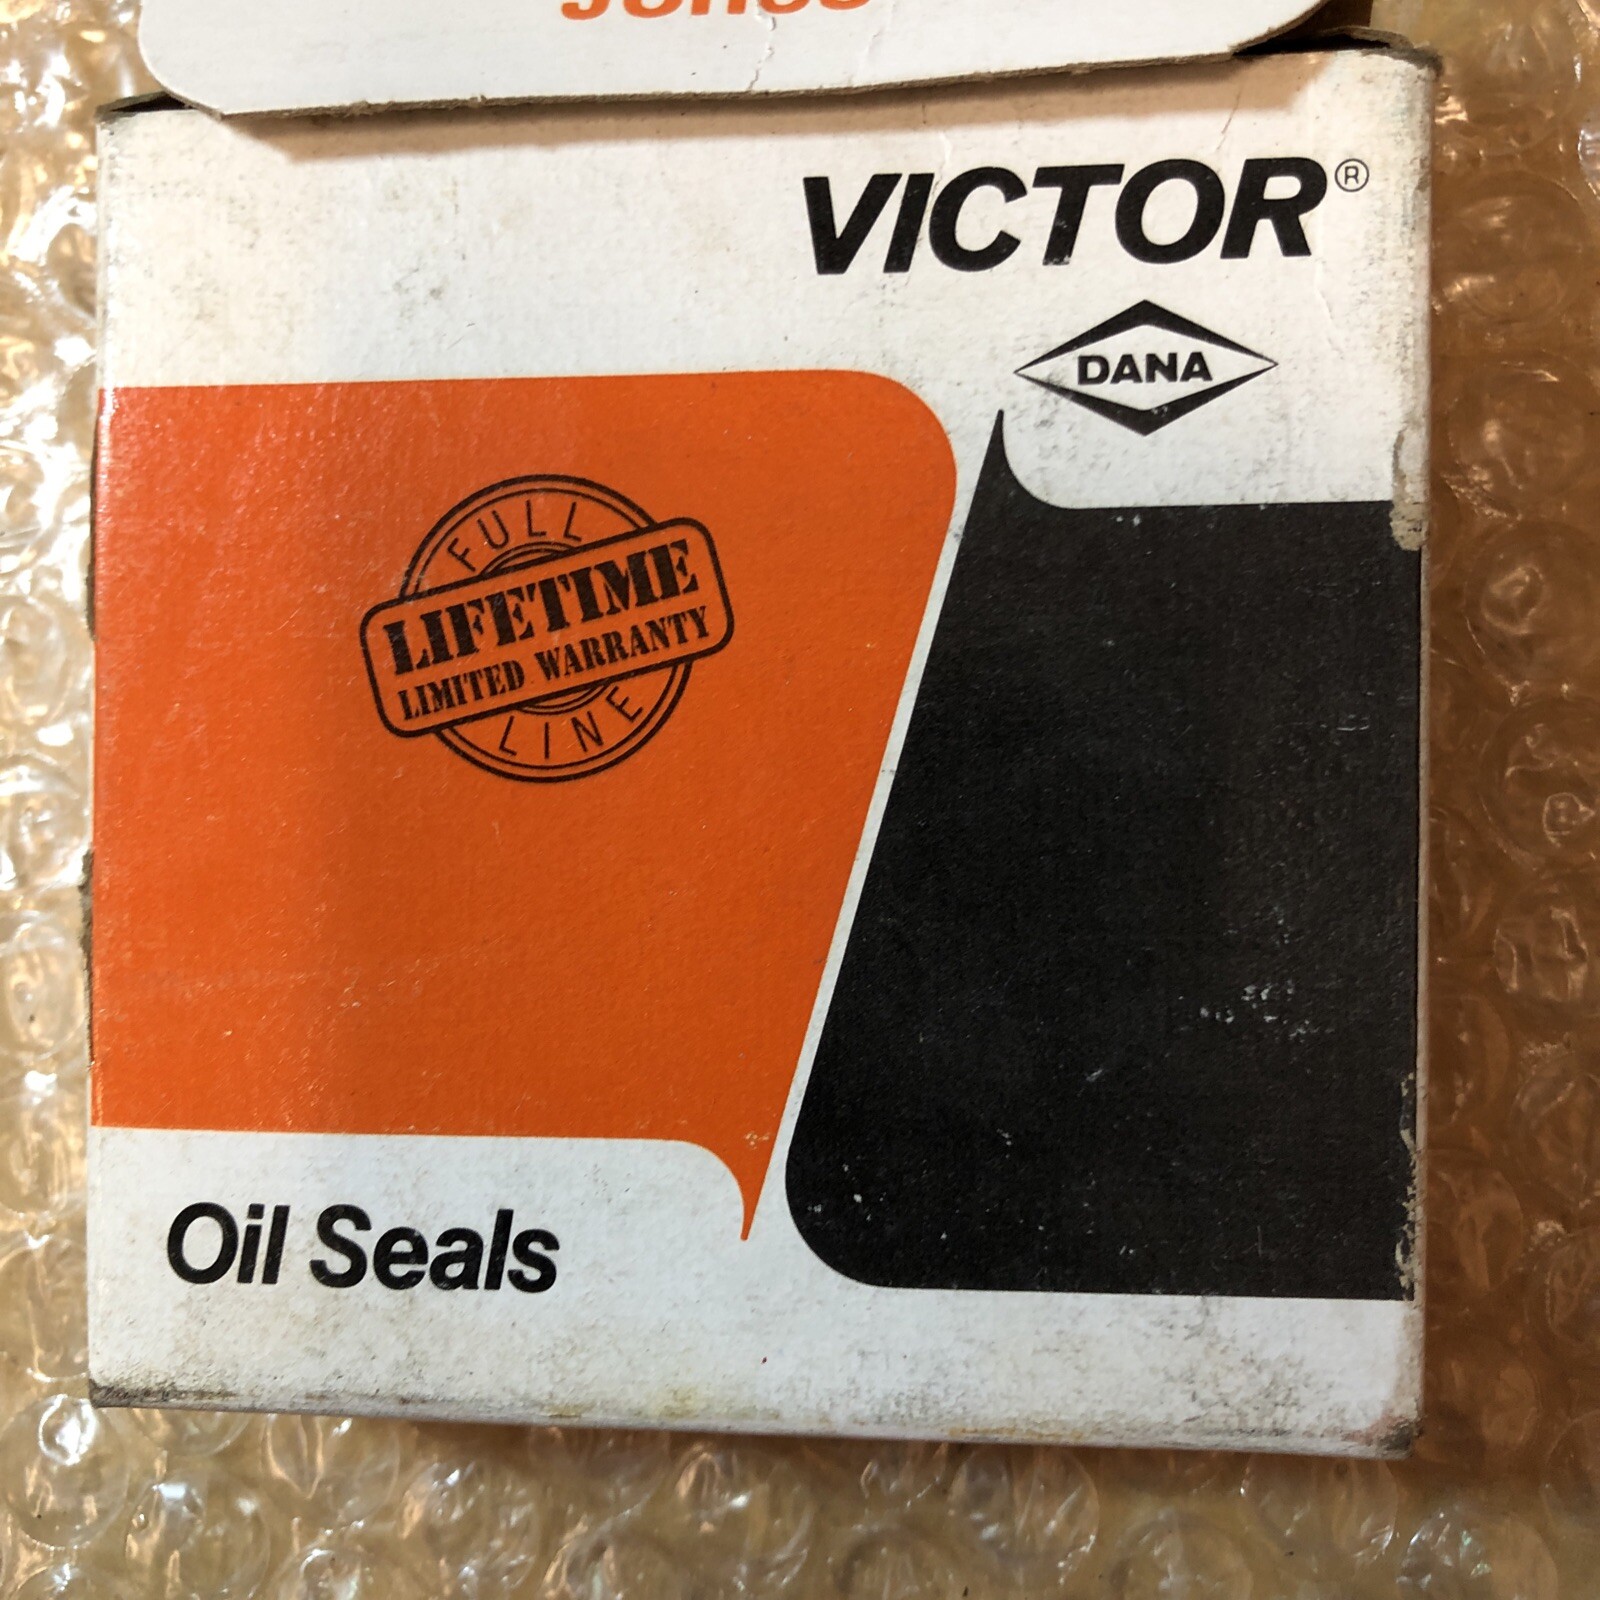 VICTOR®
DANA
FULL
LIFETIME
LIMITED WARRANTY
LINE
Oil Seals